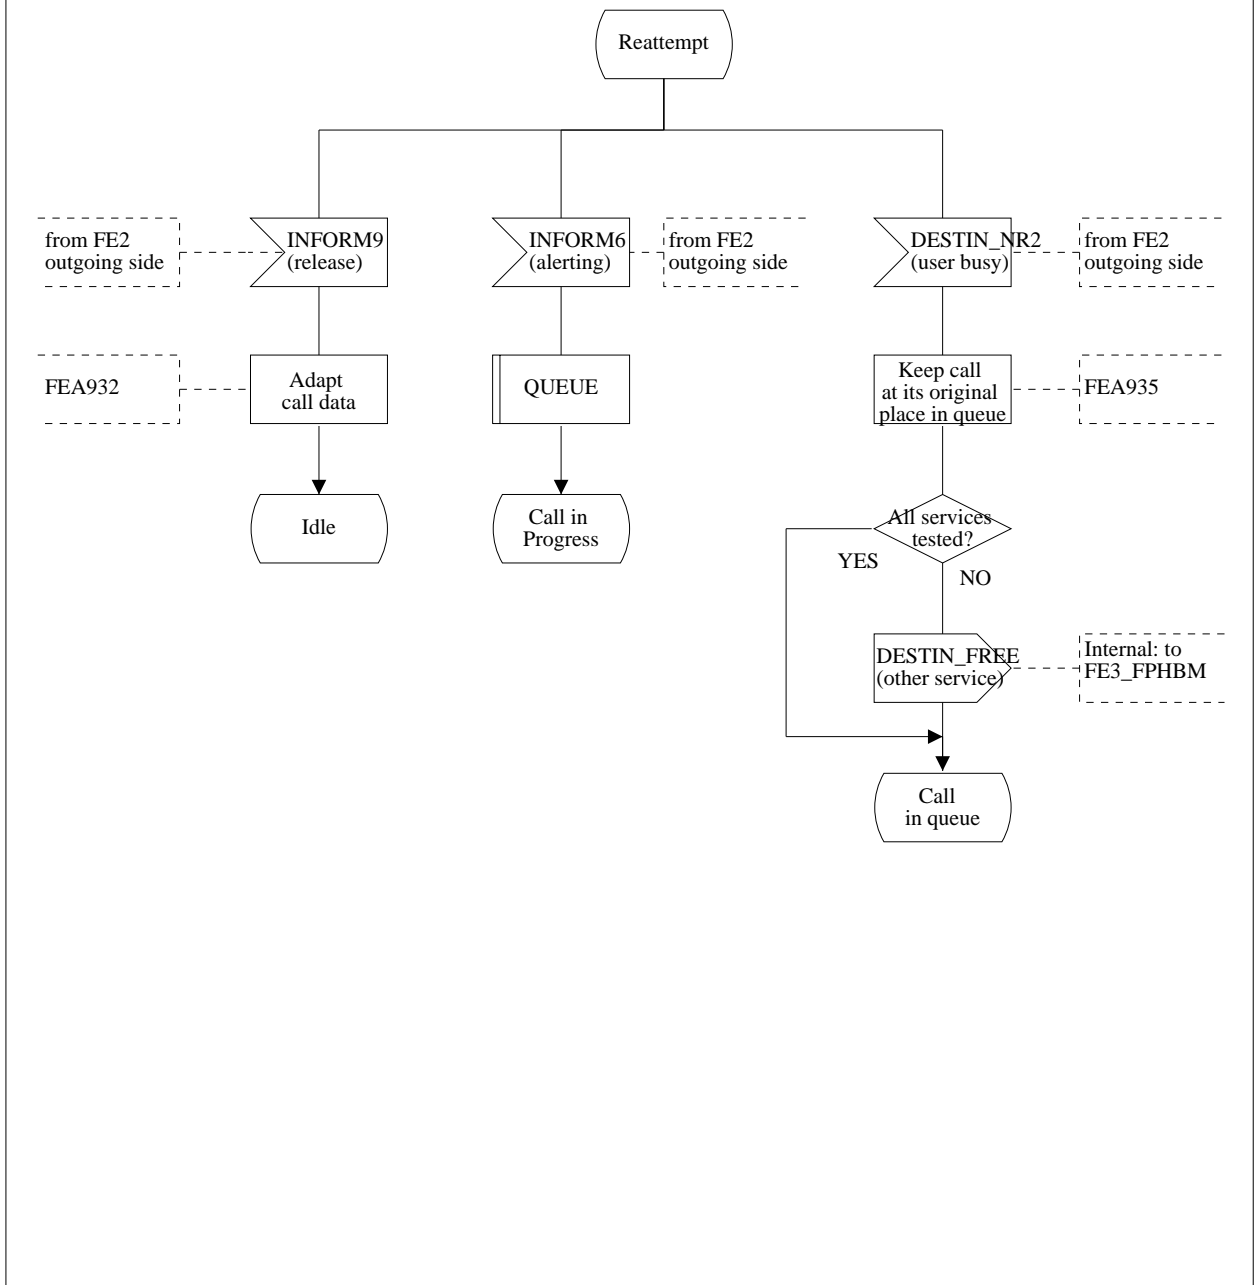 Reattempt
from FE2
outgoing side
INFORM9
(release)
INFORM6
(alerting)
from FE2
outgoing side
DESTIN_NR2
(user busy)
from FE2
outgoing side
FEA932
Adapt
call data
QUEUE
Keep call
at its original
place in queue
FEA935
Idle
Call in
Progress
All services
tested?
YES
NO
DESTIN_FREE
(other service)
Internal: to
FE3_FPHBM
Call
in queue